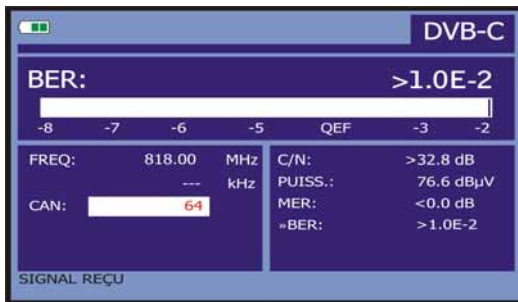 DVB-C
BER: >1.0E-2
-8 -7 -6 -5 QEF -3 -2
FREQ: 818.00 MHz
--- kHz
CAN: 64
C/N: >32.8 dB
PUISS.: 76.6 dBµV
MER: <0.0 dB
»BER: >1.0E-2
SIGNAL REÇU